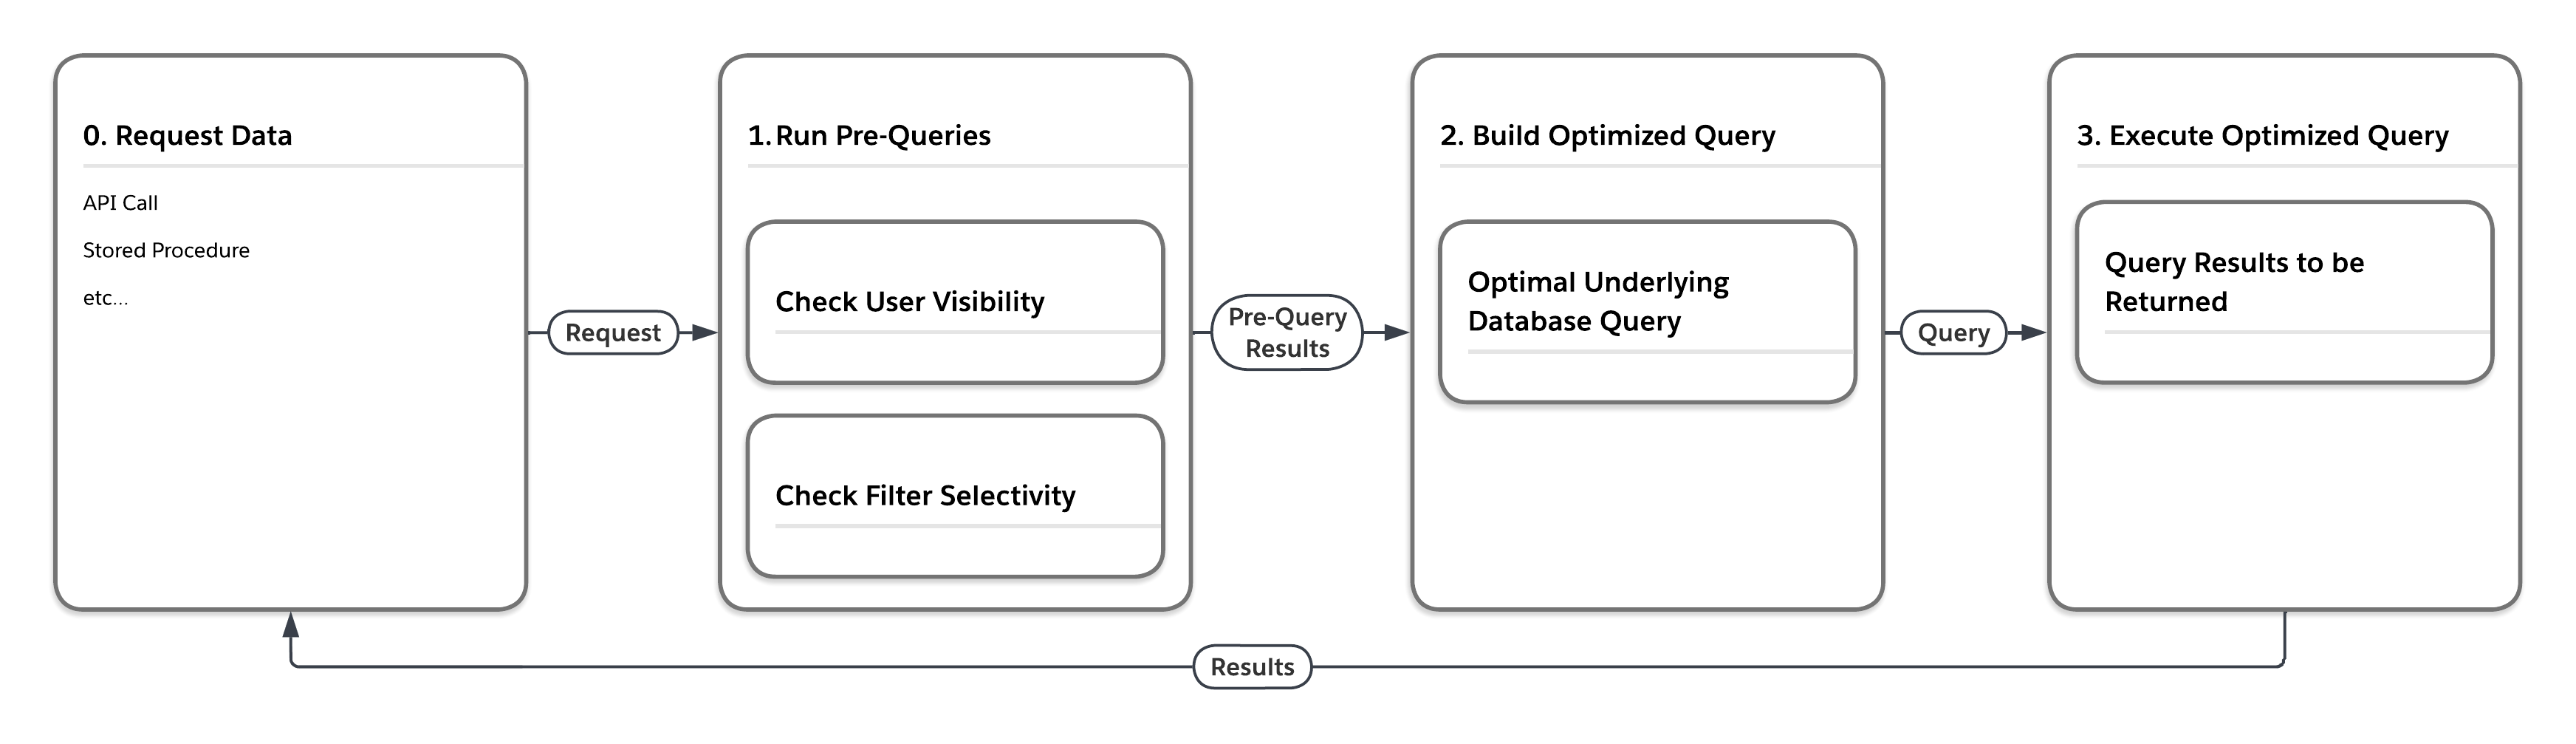 0. Request Data
API Call
Stored Procedure
etc...
Request
1. Run Pre-Queries
Check User Visibility
Check Filter Selectivity
Pre-Query
Results
2. Build Optimized Query
Optimal Underlying
Database Query
Query
3. Execute Optimized Query
Query Results to be
Returned
Results